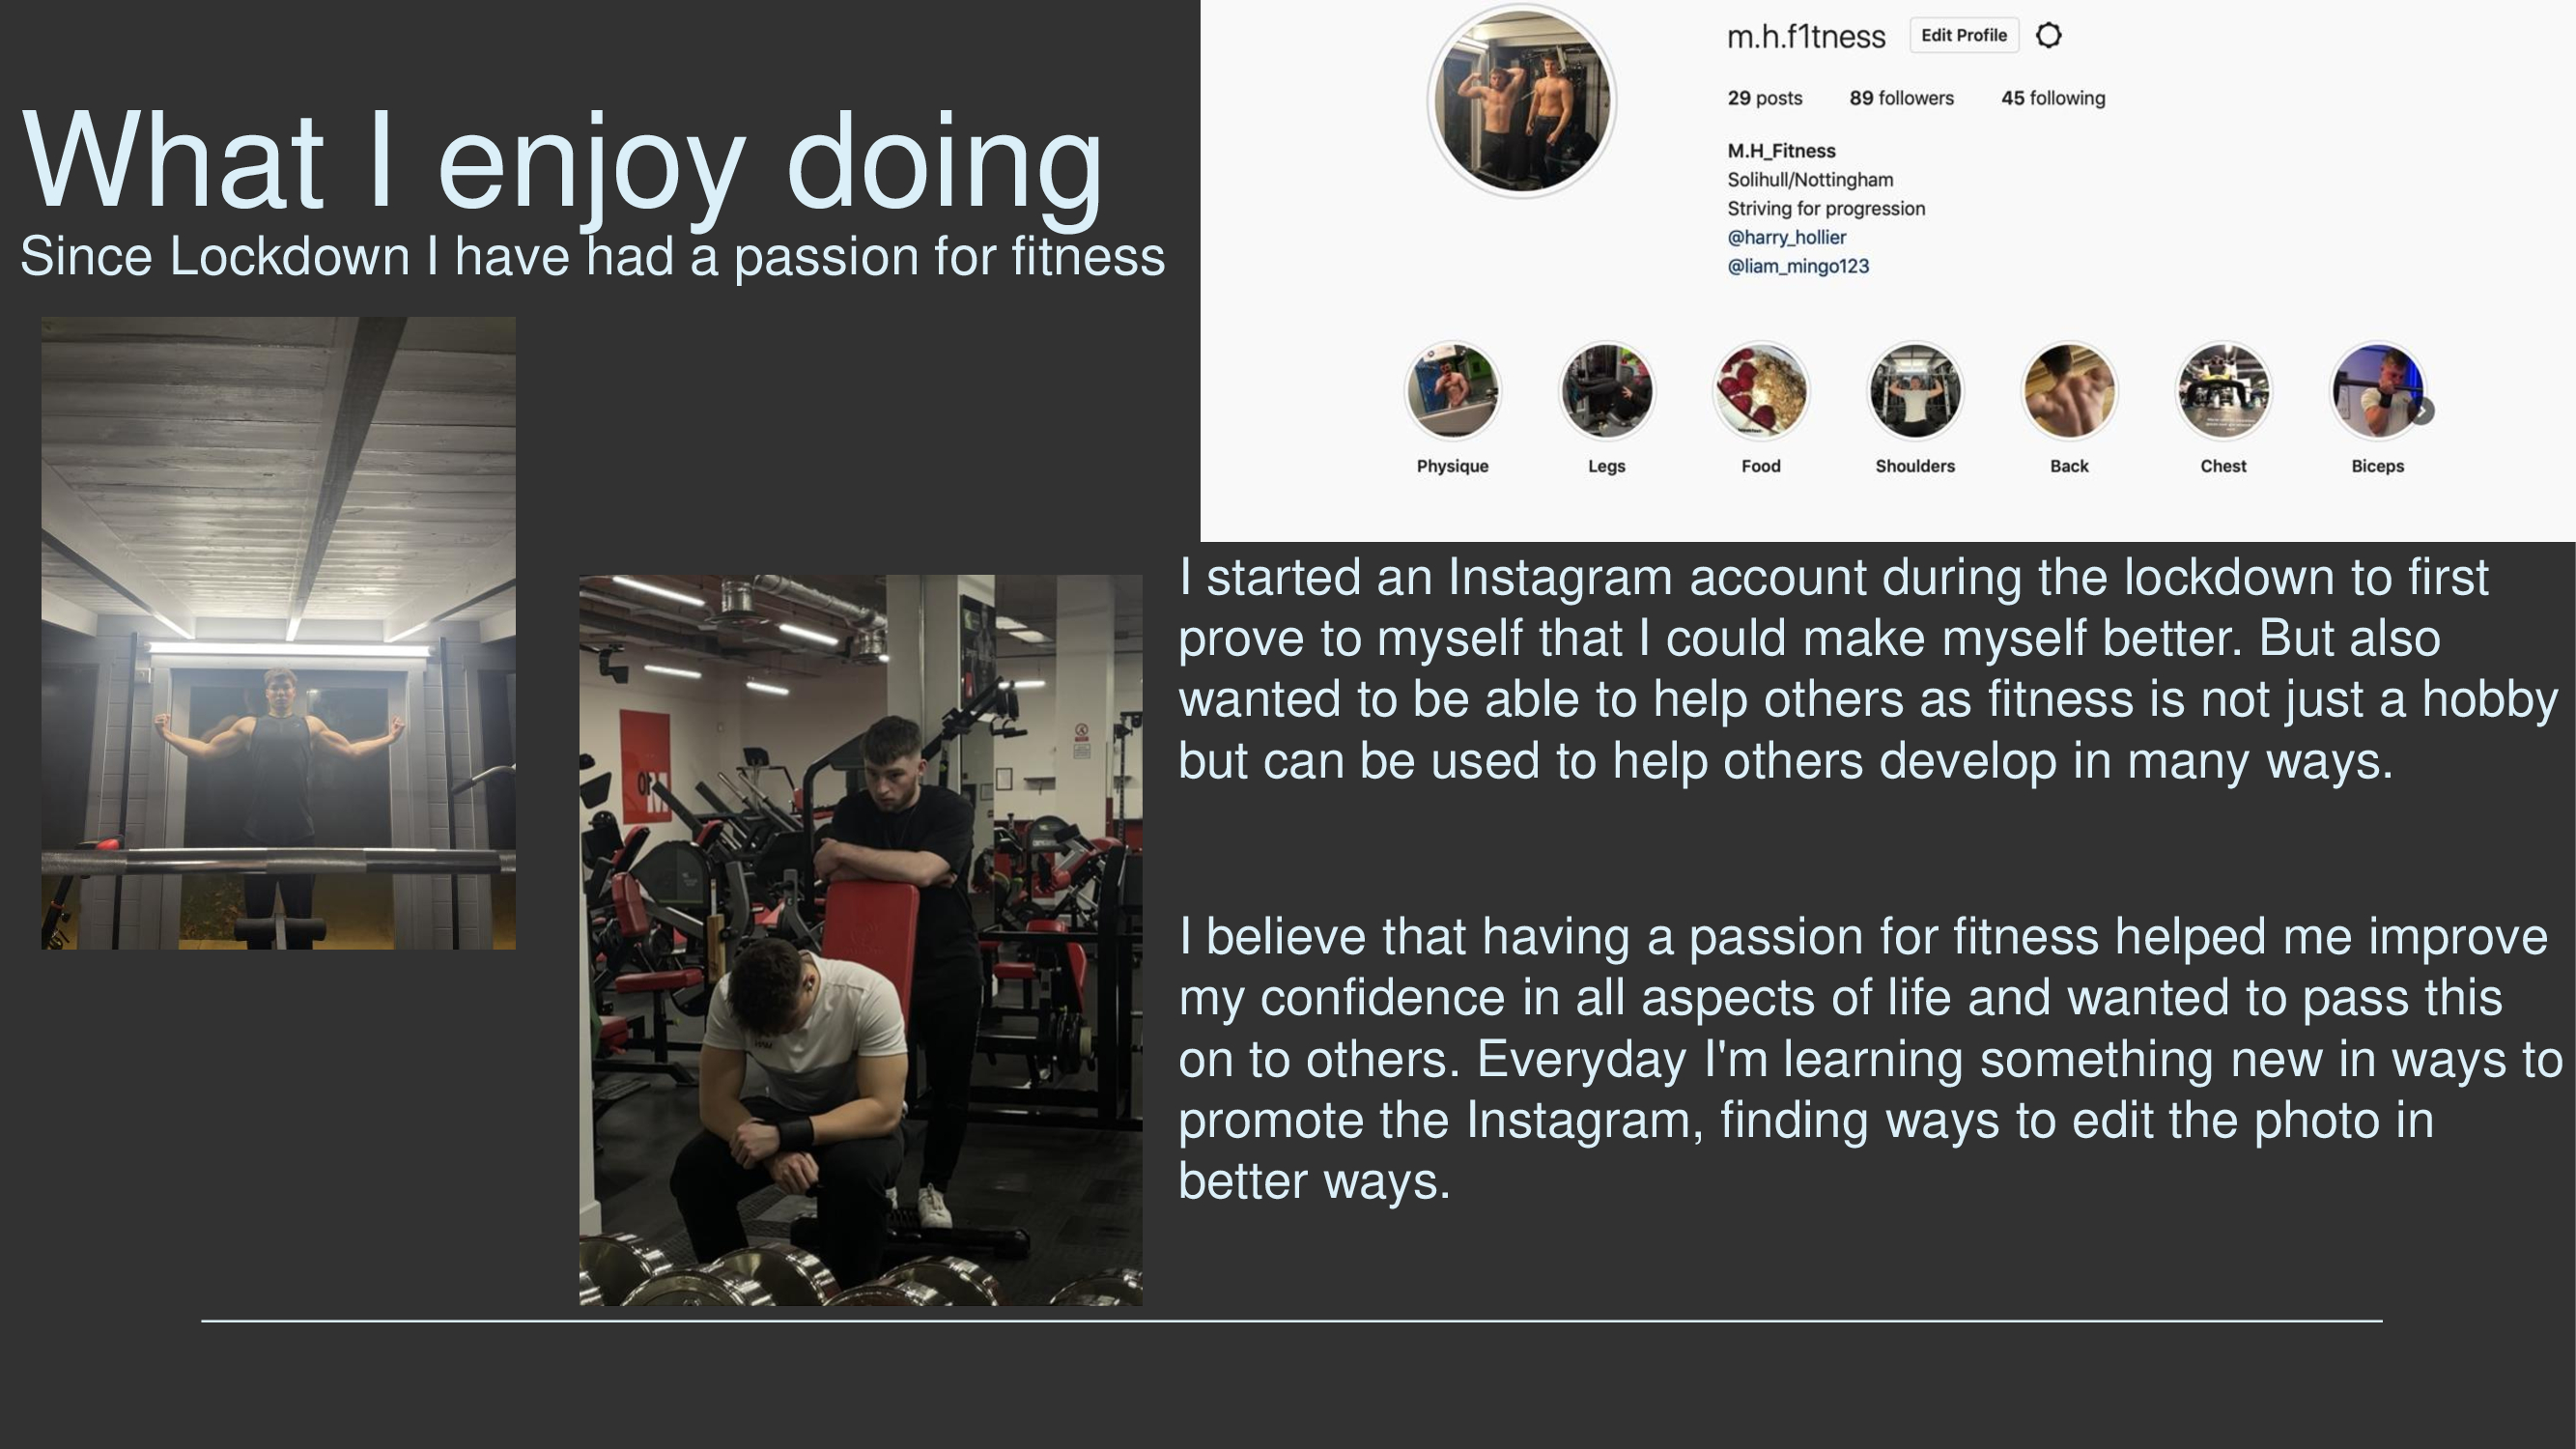 What I enjoy doing
Since Lockdown I have had a passion for fitness
m.h.f1tness Edit Profile
29 posts 89 followers 45 following
M.H_Fitness
Solihull/Nottingham
Striving for progression
@harry_hollier
@liam_mingo123
Physique Legs Food Shoulders Back Chest Biceps
I started an Instagram account during the lockdown to first
prove to myself that I could make myself better. But also
wanted to be able to help others as fitness is not just a hobby
but can be used to help others develop in many ways.
I believe that having a passion for fitness helped me improve
my confidence in all aspects of life and wanted to pass this
on to others. Everyday I'm learning something new in ways to
promote the Instagram, finding ways to edit the photo in
better ways.